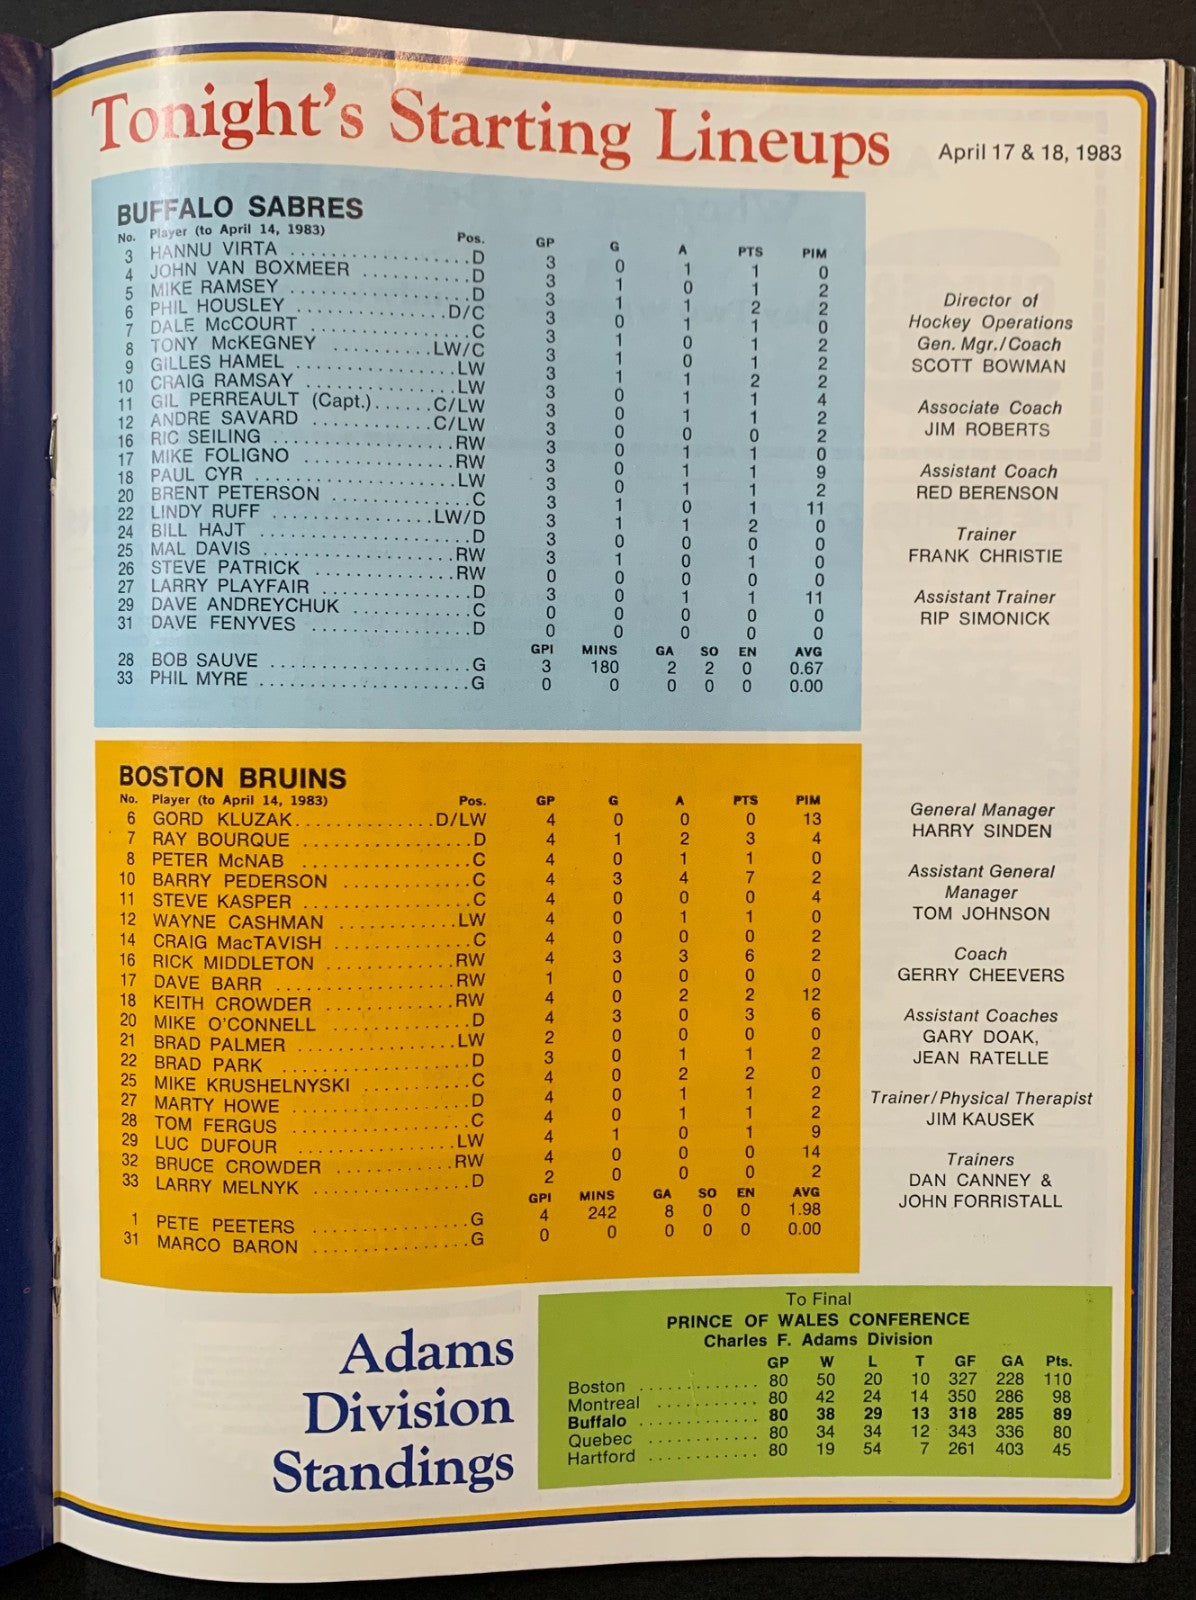 Tonight's Starting Lineups
April 17 & 18, 1983
BUFFALO SABRES
No. Player (to April 14, 1983) Pos. GP G A PTS PIM
3 HANNU VIRTA ....................D 3 0 1 1 0
4 JOHN VAN BOXMEER .............D 3 1 0 1 2
5 MIKE RAMSEY ....................D 3 1 1 2 2
6 PHIL HOUSLEY .................D/C 3 0 1 1 0
7 DALE McCOURT .................C 3 1 0 1 2
8 TONY McKEGNEY ..........LW/C 3 1 0 1 2
9 GILLES HAMEL .................LW 3 1 1 2 2
10 CRAIG RAMSAY ................LW 3 0 1 1 4
11 GIL PERREAULT (Capt.)......C/LW 3 0 1 1 2
12 ANDRE SAVARD .............C/LW 3 0 0 0 2
16 RIC SEILING ....................RW 3 0 1 1 0
17 MIKE FOLIGNO .................RW 3 0 1 1 9
18 PAUL CYR .....................LW 3 0 1 1 2
20 BRENT PETERSON ................C 3 1 0 1 11
22 LINDY RUFF ..................LW/D 3 1 1 2 0
24 BILL HAJT .......................D 3 0 0 0 0
25 MAL DAVIS ....................RW 3 1 0 1 0
26 STEVE PATRICK ................RW 0 0 0 0 0
27 LARRY PLAYFAIR .................D 3 0 1 1 11
29 DAVE ANDREYCHUK ..............C 0 0 0 0 0
31 DAVE FENYVES ..................D 0 0 0 0 0
GPI MINS GA SO EN AVG
28 BOB SAUVE ......................G 3 180 2 2 0 0.67
33 PHIL MYRE .......................G 0 0 0 0 0 0.00
Director of
Hockey Operations
Gen. Mgr./Coach
SCOTT BOWMAN
Associate Coach
JIM ROBERTS
Assistant Coach
RED BERENSON
Trainer
FRANK CHRISTIE
Assistant Trainer
RIP SIMONICK
BOSTON BRUINS
No. Player (to April 14, 1983) Pos. GP G A PTS PIM
6 GORD KLUZAK..............D/LW 4 0 0 0 13
7 RAY BOURQUE ...................D 4 1 2 3 4
8 PETER McNAB ...................C 4 0 1 1 0
10 BARRY PEDERSON .............C 4 3 4 7 2
11 STEVE KASPER .................C 4 0 0 0 4
12 WAYNE CASHMAN .............LW 4 0 1 1 0
14 CRAIG MacTAVISH ..............C 4 0 0 0 2
16 RICK MIDDLETON ..............RW 4 3 3 6 2
17 DAVE BARR ...................RW 1 0 0 0 0
18 KEITH CROWDER ..............RW 4 0 2 2 12
20 MIKE O'CONNELL ..............D 4 3 0 3 6
21 BRAD PALMER ................LW 2 0 0 0 0
22 BRAD PARK ....................D 3 0 1 1 2
25 MIKE KRUSHELNYSKI ...........C 4 0 2 2 0
27 MARTY HOWE ..................D 4 0 1 1 2
28 TOM FERGUS ...................C 4 0 1 1 2
29 LUC DUFOUR ................LW 4 1 0 1 9
32 BRUCE CROWDER ............RW 4 0 0 0 14
33 LARRY MELNYK .................D 2 0 0 0 2
GPI MINS GA SO EN AVG
1 PETE PEETERS .................G 4 242 8 0 0 1.98
31 MARCO BARON .................G 0 0 0 0 0 0.00
General Manager
HARRY SINDEN
Assistant General
Manager
TOM JOHNSON
Coach
GERRY CHEEVERS
Assistant Coaches
GARY DOAK,
JEAN RATELLE
Trainer/Physical Therapist
JIM KAUSEK
Trainers
DAN CANNEY &
JOHN FORRISTALL
Adams
Division
Standings
To Final
PRINCE OF WALES CONFERENCE
Charles F. Adams Division
GP W L T GF GA Pts.
Boston ............. 80 50 20 10 327 228 110
Montreal ........... 80 42 24 14 350 286 98
Buffalo ............. 80 38 29 13 318 285 89
Quebec ............ 80 34 34 12 343 336 80
Hartford ............ 80 19 54 7 261 403 45